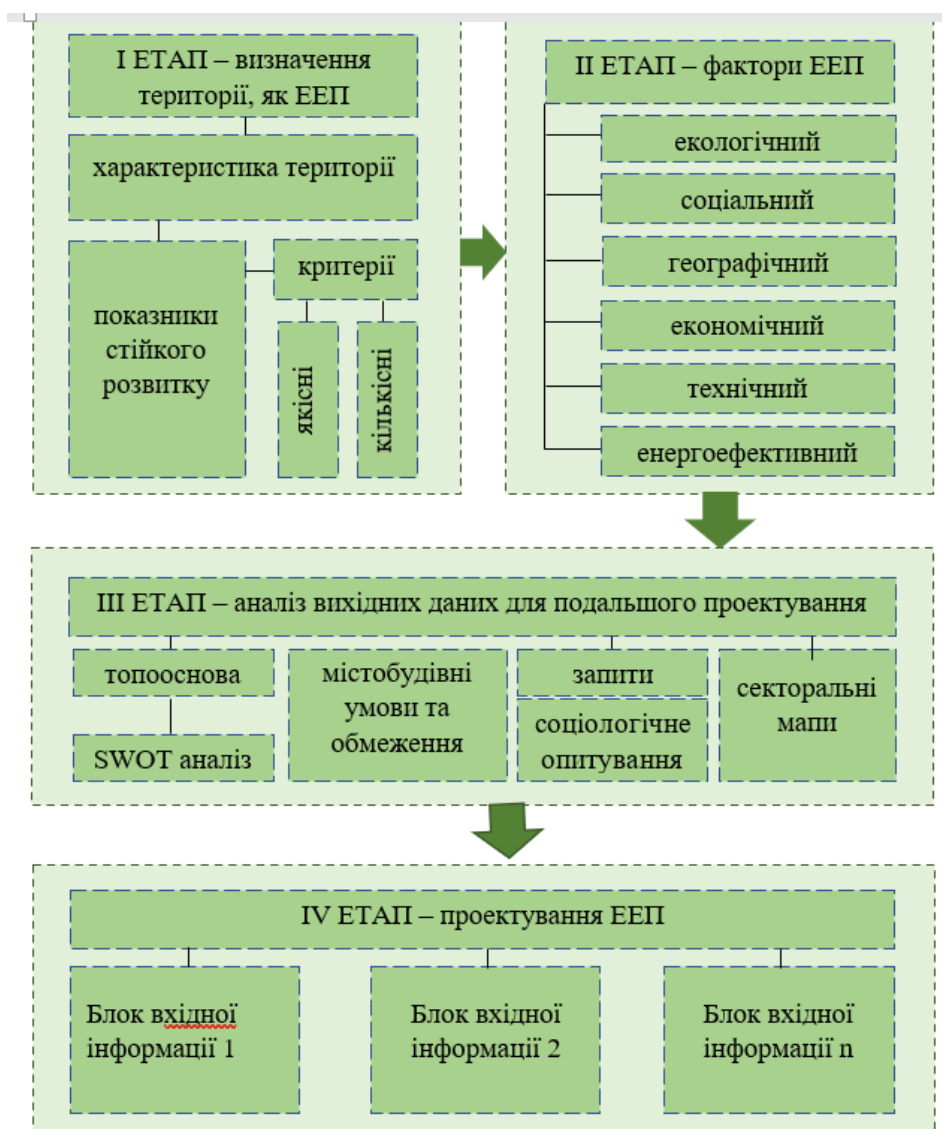 І ЕТАП – визначення
території, як ЕЕП
характеристика території
показники
стійкого
розвитку
критерії
якісні
кількісні
ІІ ЕТАП – фактори ЕЕП
екологічний
соціальний
географічний
економічний
технічний
енергоефективний
ІІІ ЕТАП – аналіз вихідних даних для подальшого проектування
топооснова
SWOT аналіз
містобудівні
умови та
обмеження
запити
соціологічне
опитування
секторальні
мапи
IV ЕТАП – проектування ЕЕП
Блок вхідної
інформації 1
Блок вхідної
інформації 2
Блок вхідної
інформації n